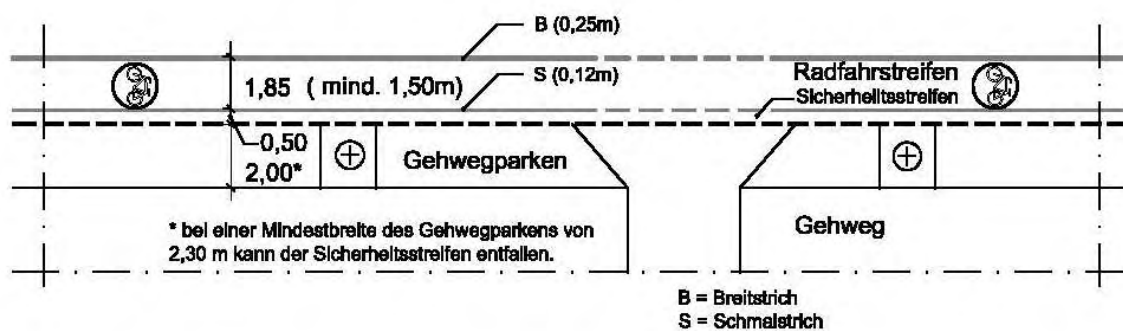 B (0,25m)
1,85 ( mind. 1,50m)
S (0,12m)
Radfahrstreifen
Sicherheitsstreifen
0,50
2,00*
Gehwegparken
* bei einer Mindestbreite des Gehwegparkens von
2,30 m kann der Sicherheitsstreifen entfallen.
Gehweg
B = Breitstrich
S = Schmalstrich